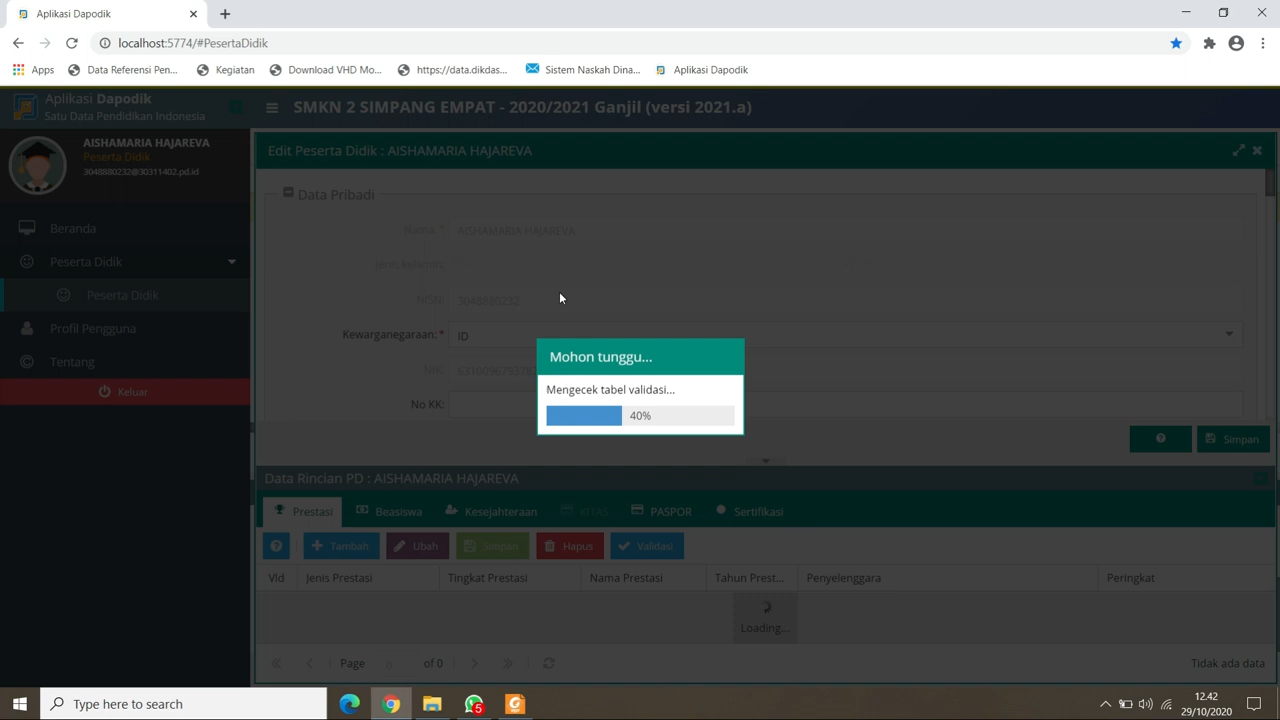 Aplikasi Dapodik
localhost:5774/#PesertaDidik
Apps
Data Referensi Pen...
Kegiatan
Download VHD Mo...
https://data.dikdas...
Sistem Naskah Dina...
Aplikasi Dapodik
Aplikasi Dapodik
Satu Data Pendidikan Indonesia
SMKN 2 SIMPANG EMPAT - 2020/2021 Ganjil (versi 2021.a)
AISHAMARIA HAJAREVA
Peserta Didik
3048880232@30311402.pd.id
Beranda
Peserta Didik
Peserta Didik
Profil Pengguna
Tentang
Keluar
Edit Peserta Didik : AISHAMARIA HAJAREVA
Data Pribadi
Nama: * AISHAMARIA HAJAREVA
Jenis kelamin:
NISN: 3048880232
Kewarganegaraan: * ID
NIK:
No KK:
Mohon tunggu...
Mengecek tabel validasi...
40%
Simpan
Data Rincian PD : AISHAMARIA HAJAREVA
Prestasi
Beasiswa
Kesejahteraan
KITAS
PASPOR
Sertifikasi
Tambah
Ubah
Simpan
Hapus
Validasi
Vld
Jenis Prestasi
Tingkat Prestasi
Nama Prestasi
Tahun Prest...
Penyelenggara
Peringkat
Loading...
Page 0 of 0
Tidak ada data
Type here to search
5
12.42
29/10/2020